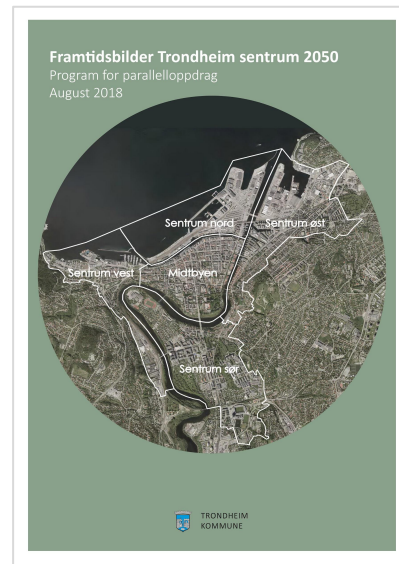 Framtidsbilder Trondheim sentrum 2050
Program for parallelloppdrag
August 2018
Sentrum nord
Sentrum øst
Sentrum vest
Midtbyen
Sentrum sør
TRONDHEIM
KOMMUNE